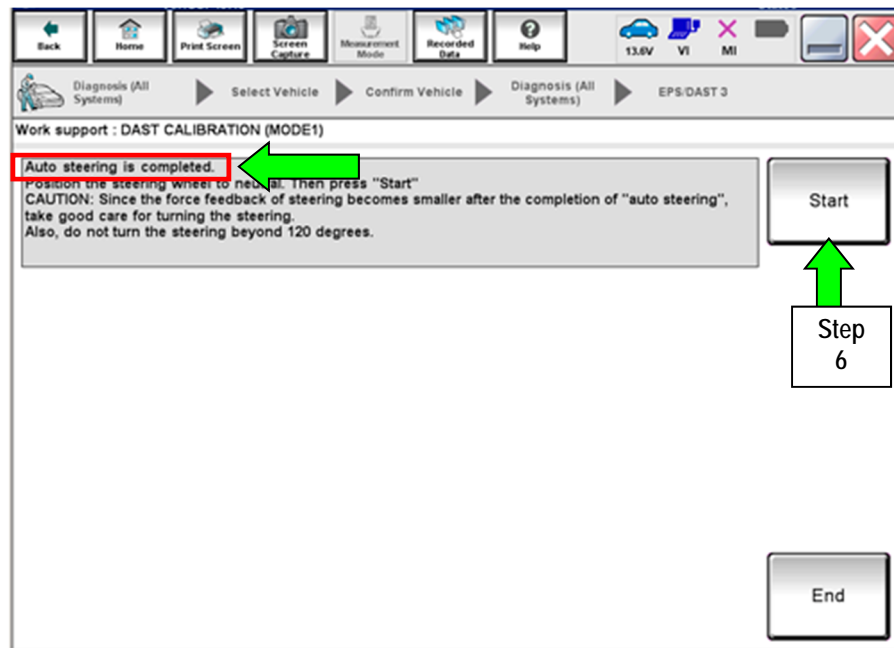 Back
Home
Print Screen
Screen
Capture
Measurement
Mode
Recorded
Data
Help
13.6V
VI
MI
Diagnosis (All
Systems)
Select Vehicle
Confirm Vehicle
Diagnosis (All
Systems)
EPS/DAST 3
Work support : DAST CALIBRATION (MODE1)
Auto steering is completed.
Position the steering wheel to neutral. Then press "Start"
CAUTION: Since the force feedback of steering becomes smaller after the completion of "auto steering",
take good care for turning the steering.
Also, do not turn the steering beyond 120 degrees.
Start
Step
6
End